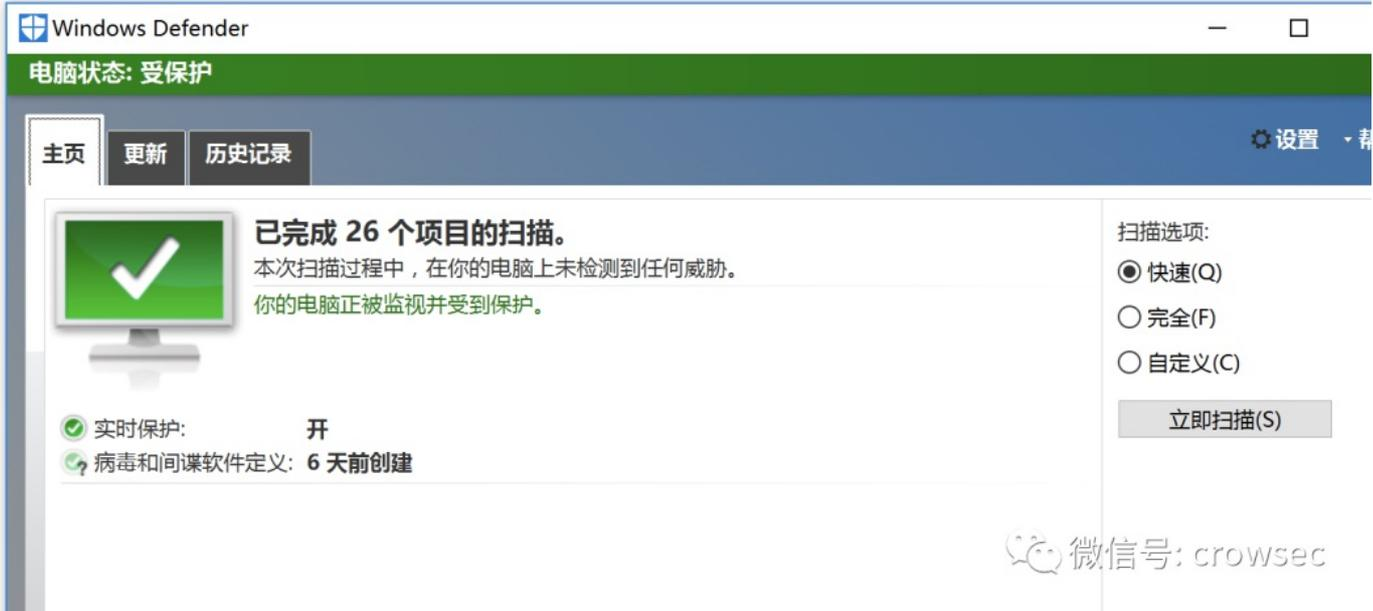 Windows Defender
电脑状态: 受保护
主页 更新 历史记录
设置
已完成 26 个项目的扫描。
本次扫描过程中，在你的电脑上未检测到任何威胁。
你的电脑正被监视并受到保护。
实时保护: 开
病毒和间谍软件定义: 6 天前创建
扫描选项:
快速(Q)
完全(F)
自定义(C)
立即扫描(S)
微信号: crowsec